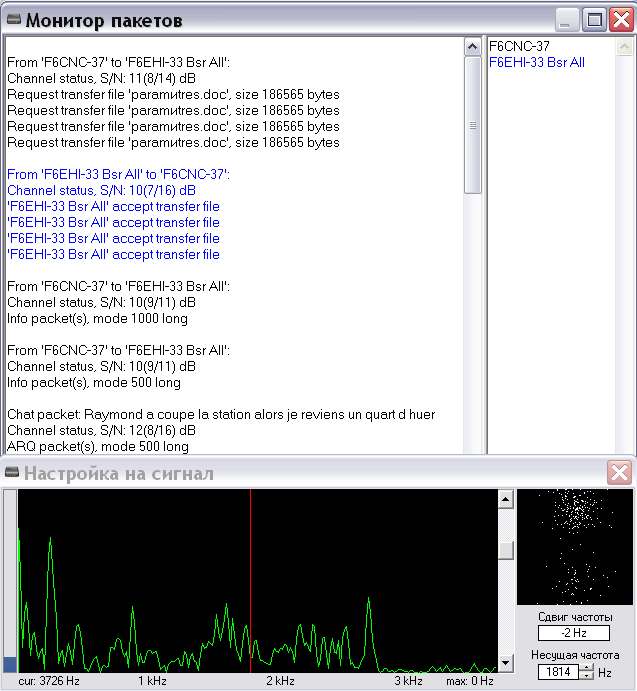 Монитор пакетов
From 'F6CNC-37' to 'F6EHI-33 Bsr All':
Channel status, S/N: 11(8/14) dB
Request transfer file 'paramиtres.doc', size 186565 bytes
Request transfer file 'paramиtres.doc', size 186565 bytes
Request transfer file 'paramиtres.doc', size 186565 bytes
Request transfer file 'paramиtres.doc', size 186565 bytes
From 'F6EHI-33 Bsr All' to 'F6CNC-37':
Channel status, S/N: 10(7/16) dB
'F6EHI-33 Bsr All' accept transfer file
'F6EHI-33 Bsr All' accept transfer file
'F6EHI-33 Bsr All' accept transfer file
'F6EHI-33 Bsr All' accept transfer file
From 'F6CNC-37' to 'F6EHI-33 Bsr All':
Channel status, S/N: 10(9/11) dB
Info packet(s), mode 1000 long
From 'F6CNC-37' to 'F6EHI-33 Bsr All':
Channel status, S/N: 10(9/11) dB
Info packet(s), mode 500 long
Chat packet: Raymond a coupe la station alors je reviens un quart d huer
Channel status, S/N: 12(8/16) dB
ARQ packet(s), mode 500 long
F6CNC-37
F6EHI-33 Bsr All
Настройка на сигнал
cur: 3726 Hz 1 kHz 2 kHz 3 kHz max: 0 Hz
Сдвиг частоты
-2 Hz
Несущая частота
1814 Hz